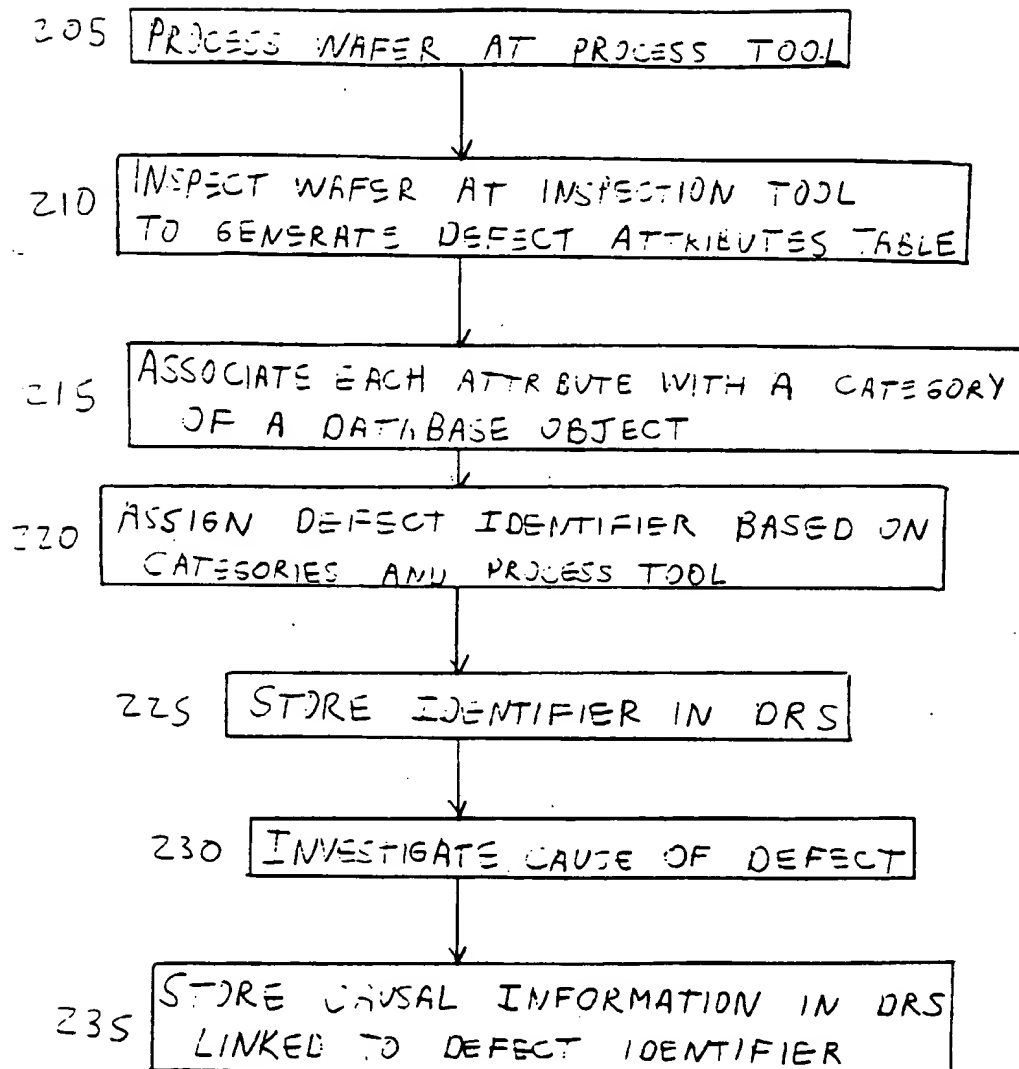 205 PROCESS WAFER AT PROCESS TOOL
210 INSPECT WAFER AT INSPECTION TOOL
TO GENERATE DEFECT ATTRIBUTES TABLE
215 ASSOCIATE EACH ATTRIBUTE WITH A CATEGORY
OF A DATABASE OBJECT
220 ASSIGN DEFECT IDENTIFIER BASED ON
CATEGORIES AND PROCESS TOOL
225 STORE IDENTIFIER IN DRS
230 INVESTIGATE CAUSE OF DEFECT
235 STORE CAUSAL INFORMATION IN DRS
LINKED TO DEFECT IDENTIFIER